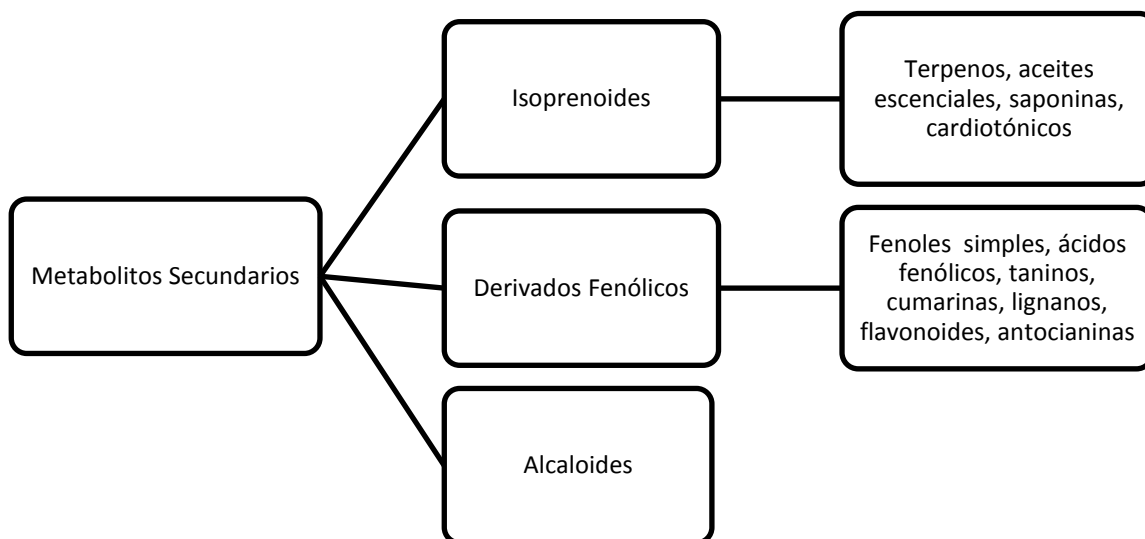 Metabolitos Secundarios
Isoprenoides
Terpenos, aceites
escenciales, saponinas,
cardiotónicos
Derivados Fenólicos
Fenoles simples, ácidos
fenólicos, taninos,
cumarinas, lignanos,
flavonoides, antocianinas
Alcaloides